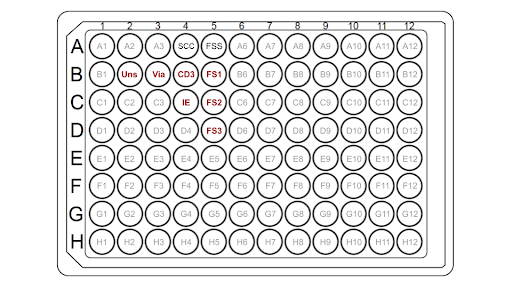 1 2 3 4 5 6 7 8 9 10 11 12
A A1 A2 A3 SCC FSS A6 A7 A8 A9 A10 A11 A12
B B1 Uns Via CD3 FS1 B6 B7 B8 B9 B10 B11 B12
C C1 C2 C3 IE FS2 C6 C7 C8 C9 C10 C11 C12
D D1 D2 D3 D4 FS3 D6 D7 D8 D9 D10 D11 D12
E E1 E2 E3 E4 E5 E6 E7 E8 E9 E10 E11 E12
F F1 F2 F3 F4 F5 F6 F7 F8 F9 F10 F11 F12
G G1 G2 G3 G4 G5 G6 G7 G8 G9 G10 G11 G12
H H1 H2 H3 H4 H5 H6 H7 H8 H9 H10 H11 H12